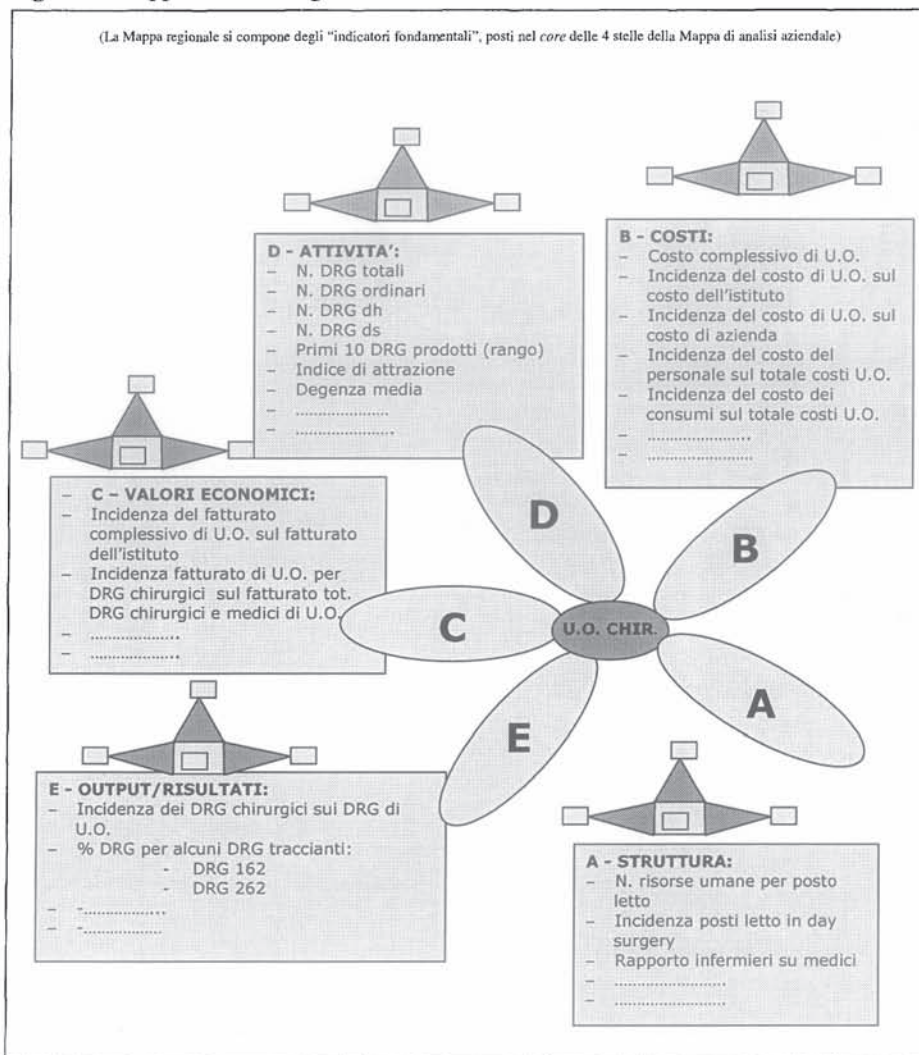 (La Mappa regionale si compone degli “indicatori fondamentali”, posti nel core delle 4 stelle della Mappa di analisi aziendale)
D - ATTIVITA’:
– N. DRG totali
– N. DRG ordinari
– N. DRG dh
– N. DRG ds
– Primi 10 DRG prodotti (rango)
– Indice di attrazione
– Degenza media
– ...................
– ....................
B - COSTI:
– Costo complessivo di U.O.
– Incidenza del costo di U.O. sul
costo dell’istituto
– Incidenza del costo di U.O. sul
costo di azienda
– Incidenza del costo del
personale sul totale costi U.O.
– Incidenza del costo dei
consumi sul totale costi U.O.
– .....................
– .....................
– C – VALORI ECONOMICI:
– Incidenza del fatturato
complessivo di U.O. sul fatturato
dell’istituto
– Incidenza fatturato di U.O. per
DRG chirurgici sul fatturato tot.
DRG chirurgici e medici di U.O.
– ...................
– ...................
D
B
C
U.O. CHIR.
A
E
E - OUTPUT/RISULTATI:
– Incidenza dei DRG chirurgici sui DRG di
U.O.
– % DRG per alcuni DRG traccianti:
- DRG 162
- DRG 262
– -.................
– -................
A - STRUTTURA:
– N. risorse umane per posto
letto
– Incidenza posti letto in day
surgery
– Rapporto infermieri su medici
– .......................
– .......................